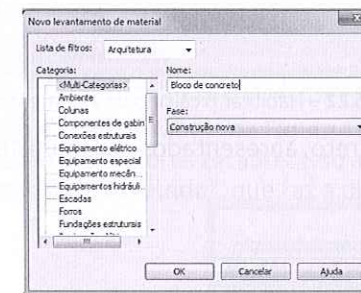 Novo levantamento de material
Lista de filtros: Arquitetura
Categoria:
<Multi-Categorias>
Ambiente
Colunas
Componentes de gabin
Conexões estruturais
Equipamento elétrico
Equipamento especial
Equipamento mecân...
Equipamentos hidráuli...
Escadas
Forros
Fundações estruturais
Nome:
Bloco de concreto
Fase:
Construção nova
OK
Cancelar
Ajuda